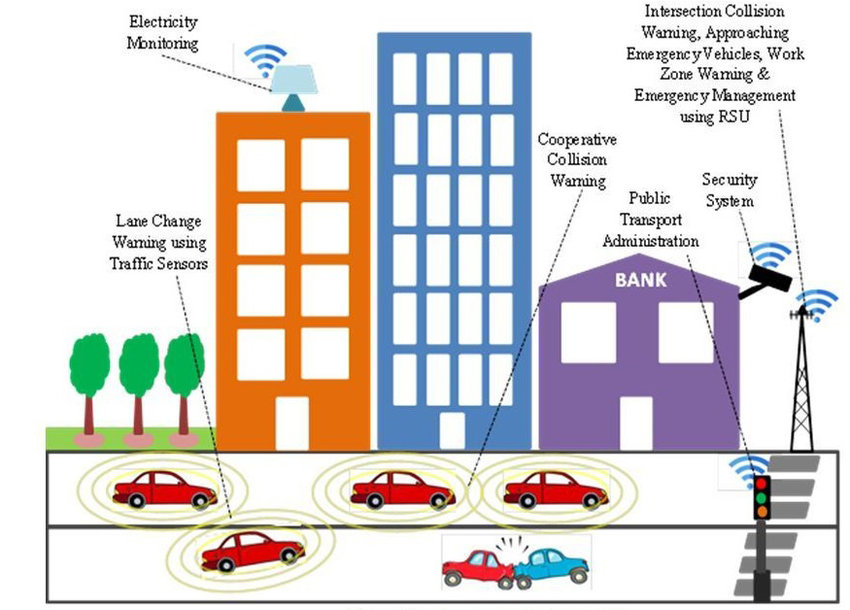 Electricity
Monitoring
Intersection Collision
Warning, Approaching
Emergency Vehicles, Work
Zone Warning &
Emergency Management
using RSU
Cooperative
Collision
Warning
Security
System
Public
Transport
Administration
Lane Change
Warning using
Traffic Sensors
BANK